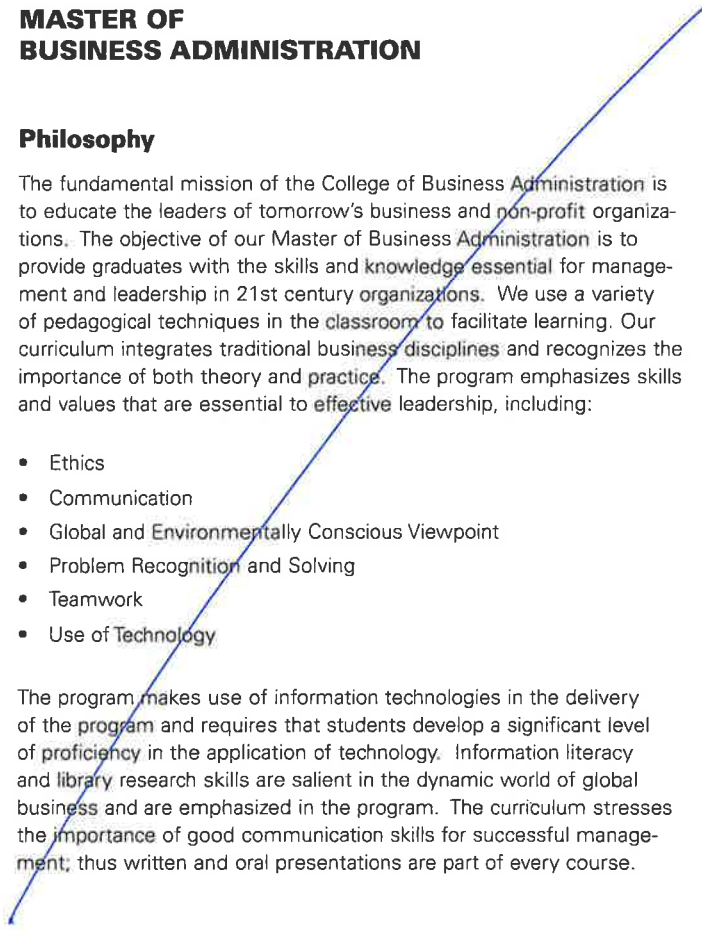 MASTER OF
BUSINESS ADMINISTRATION
Philosophy
The fundamental mission of the College of Business Administration is
to educate the leaders of tomorrow's business and non-profit organiza-
tions. The objective of our Master of Business Administration is to
provide graduates with the skills and knowledge essential for manage-
ment and leadership in 21st century organizations. We use a variety
of pedagogical techniques in the classroom to facilitate learning. Our
curriculum integrates traditional business disciplines and recognizes the
importance of both theory and practice. The program emphasizes skills
and values that are essential to effective leadership, including:
• Ethics
• Communication
• Global and Environmentally Conscious Viewpoint
• Problem Recognition and Solving
• Teamwork
• Use of Technology
The program makes use of information technologies in the delivery
of the program and requires that students develop a significant level
of proficiency in the application of technology. Information literacy
and library research skills are salient in the dynamic world of global
business and are emphasized in the program. The curriculum stresses
the importance of good communication skills for successful manage-
ment; thus written and oral presentations are part of every course.